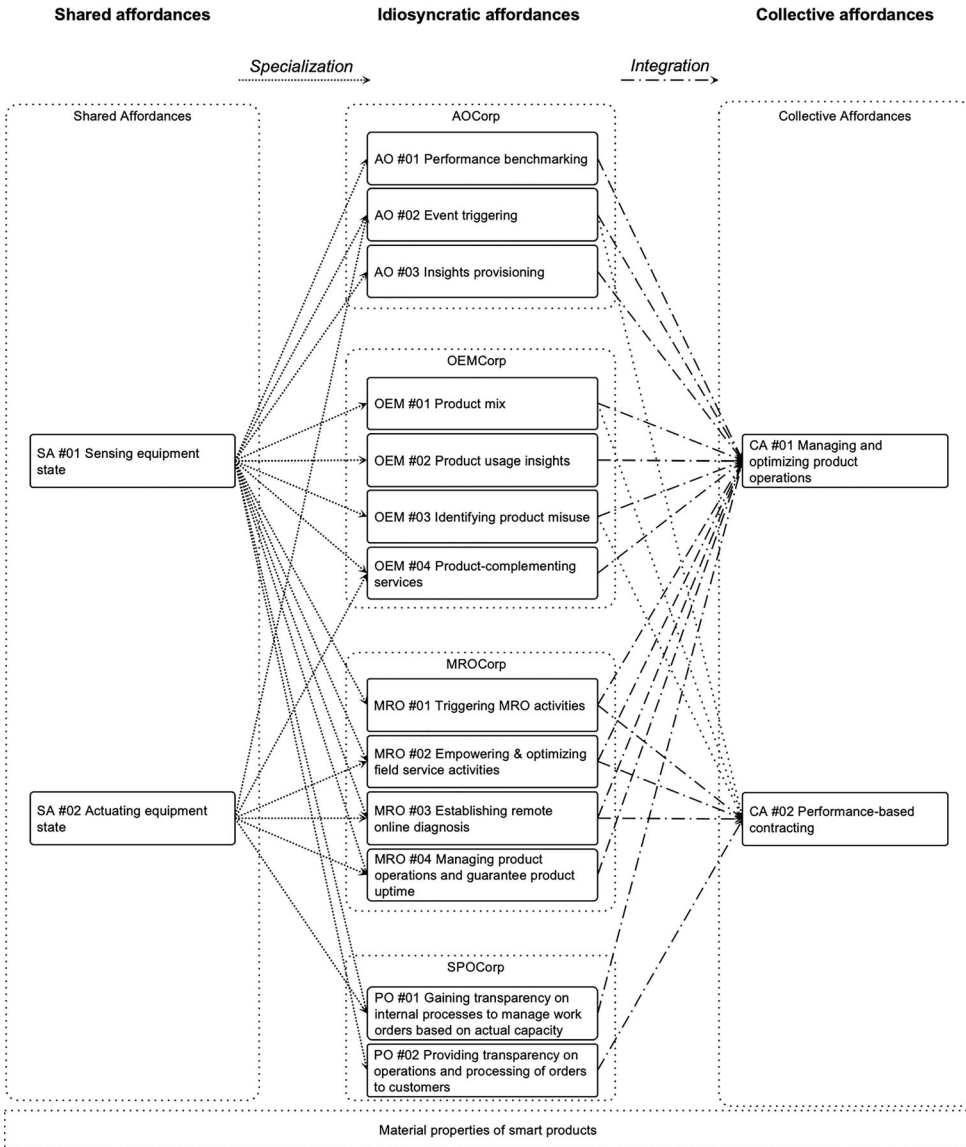 Shared affordances
Idiosyncratic affordances
Collective affordances
Specialization
Integration
Shared Affordances
AOCorp
Collective Affordances
AO #01 Performance benchmarking
AO #02 Event triggering
AO #03 Insights provisioning
OEMCorp
OEM #01 Product mix
OEM #02 Product usage insights
OEM #03 Identifying product misuse
OEM #04 Product-complementing
services
SA #01 Sensing equipment
state
CA #01 Managing and
optimizing product
operations
MROCorp
MRO #01 Triggering MRO activities
MRO #02 Empowering & optimizing
field service activities
MRO #03 Establishing remote
online diagnosis
MRO #04 Managing product
operations and guarantee product
uptime
SA #02 Actuating equipment
state
CA #02 Performance-based
contracting
SPOCorp
PO #01 Gaining transparency on
internal processes to manage work
orders based on actual capacity
PO #02 Providing transparency on
operations and processing of orders
to customers
Material properties of smart products